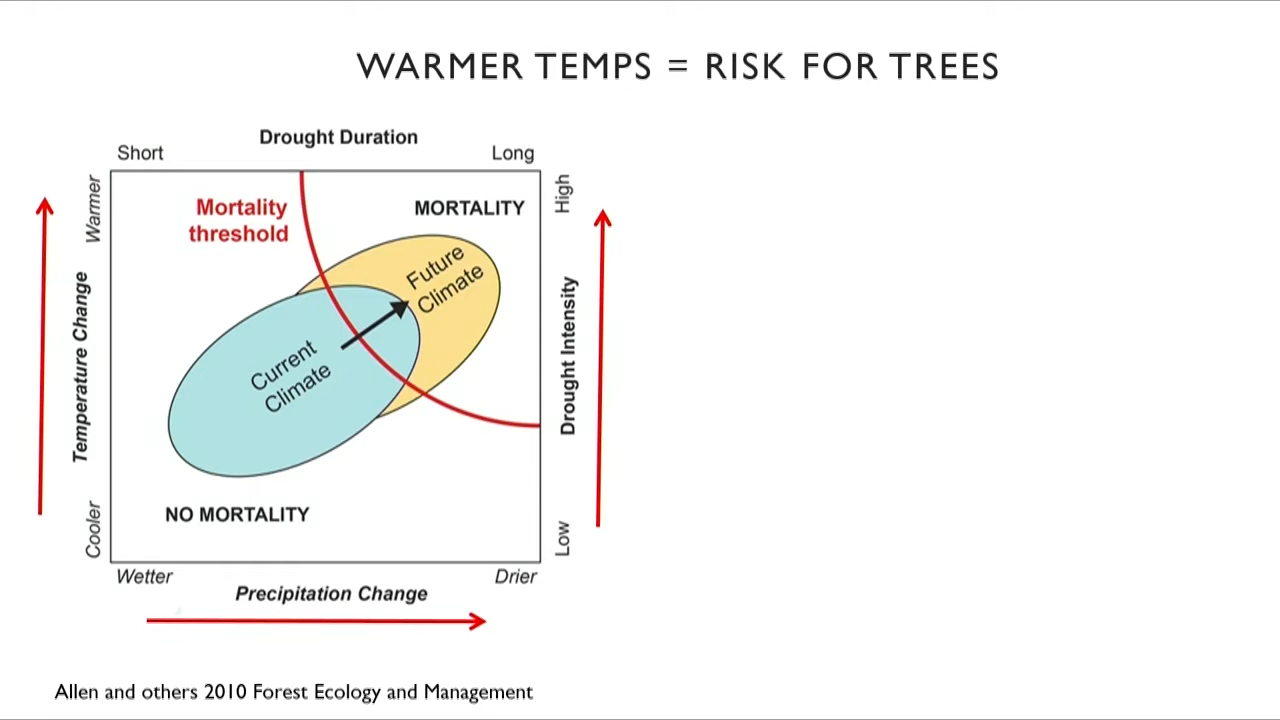 WARMER TEMPS = RISK FOR TREES
Drought Duration
Short
Long
Warmer
Temperature Change
Cooler
Mortality
threshold
MORTALITY
Future
Climate
Current
Climate
NO MORTALITY
High
Drought Intensity
Low
Wetter
Drier
Precipitation Change
Allen and others 2010 Forest Ecology and Management